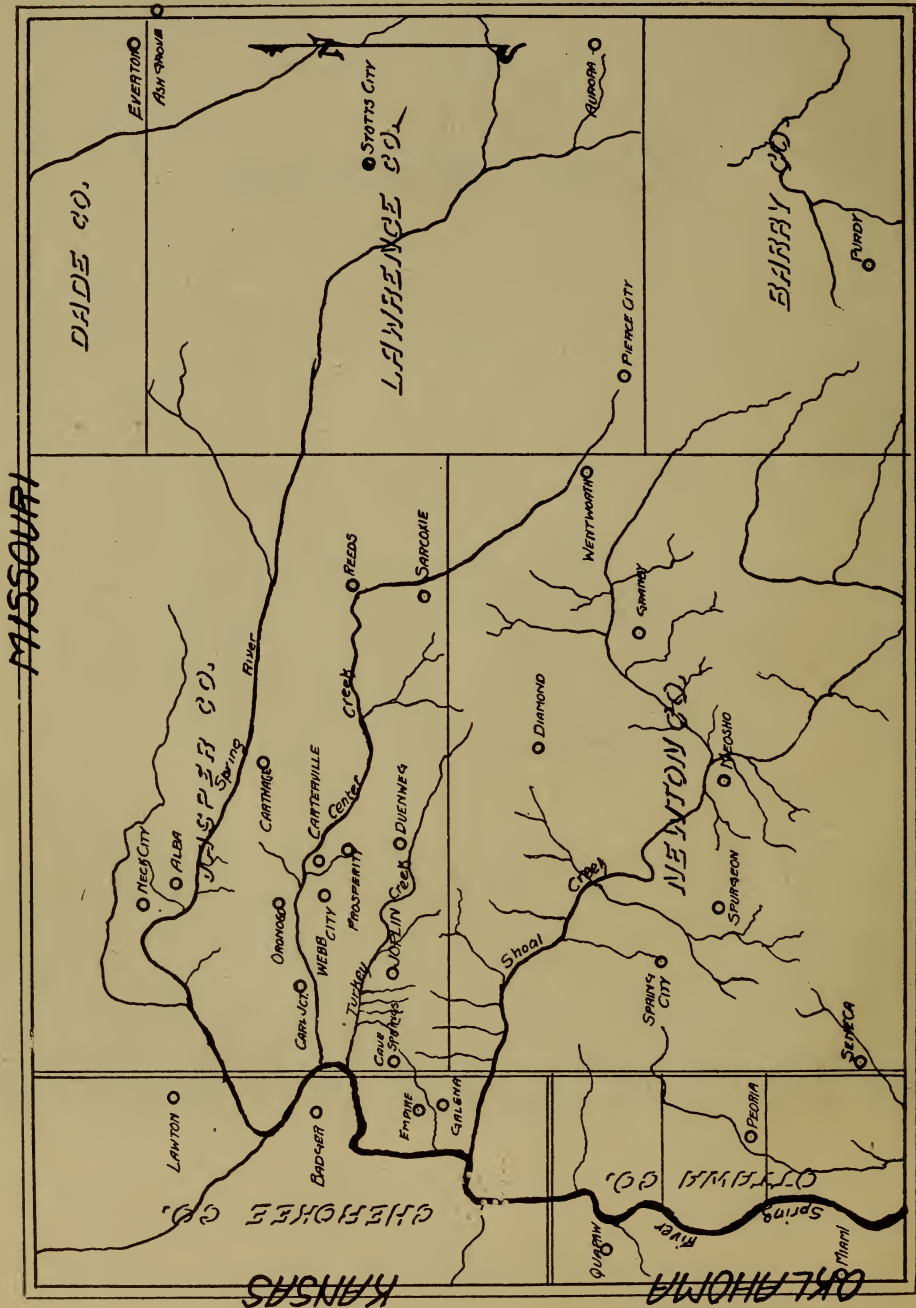 MISSOURI
DADE CO.
EVERTON
ASH GROVE
N
S
STOTTS CITY
LAWRENCE CO.
AURORA
PIERCE CITY
BARRY CO.
PURDY
NECK CITY
ALBA
JASPER CO.
Spring River
CARTHAGE
REEDS
SARCOXIE
ORONOGO
CARTERVILLE
Center Creek
WEBB CITY
PROSPERITY
CARL JCT.
DUENWEG
Turkey Creek
JOPLIN
CAVE SPRINGS
WENTWORTH
GRANBY
DIAMOND
NEWTON CO.
NEOSHO
Shoal Creek
SPURGEON
SPRING CITY
SENECA
LAWTON
BADGER
EMPIRE
GALENA
CHEROKEE CO.
KANSAS
PEORIA
OTTAWA CO.
QUAPAW
Spring River
MIAMI
OKLAHOMA